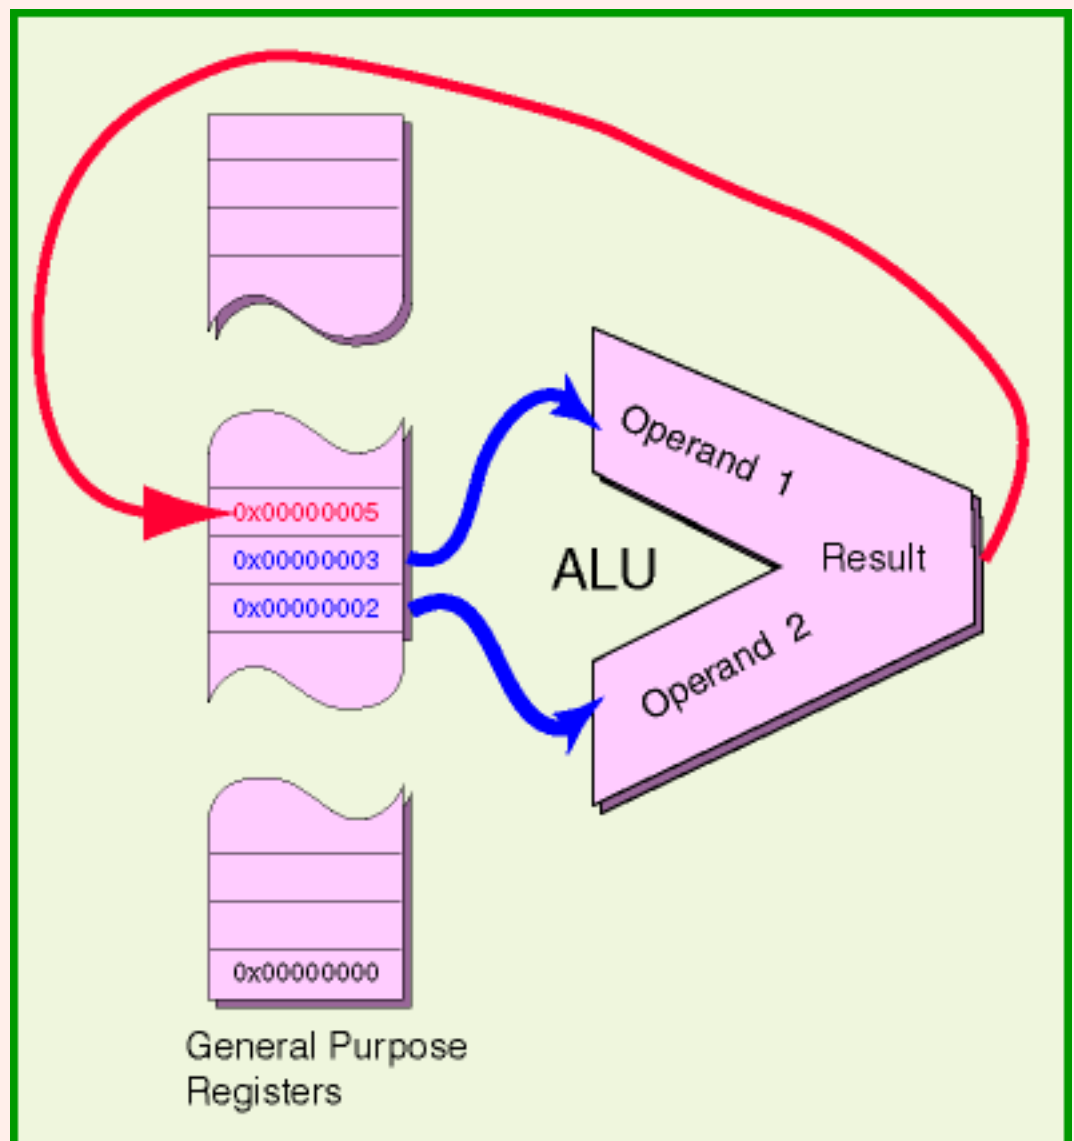 0x00000005
0x00000003
0x00000002
0x00000000
General Purpose
Registers
ALU
Operand 1
Operand 2
Result